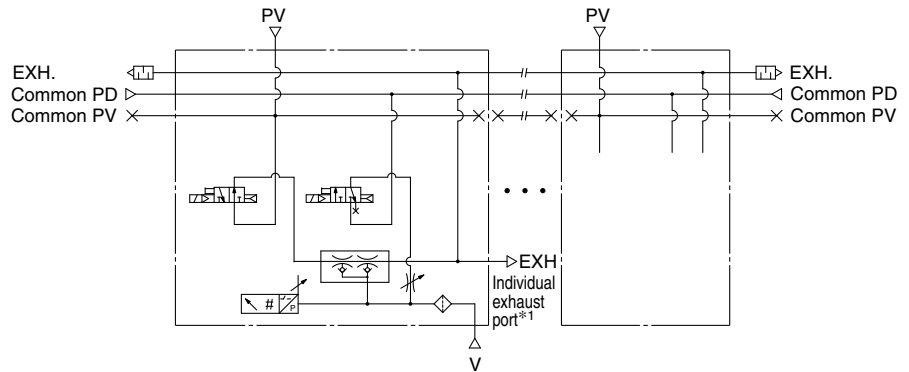 PV
PV
EXH.
Common PD
Common PV
EXH.
Common PD
Common PV
EXH
Individual
exhaust
port*1
#
P
V